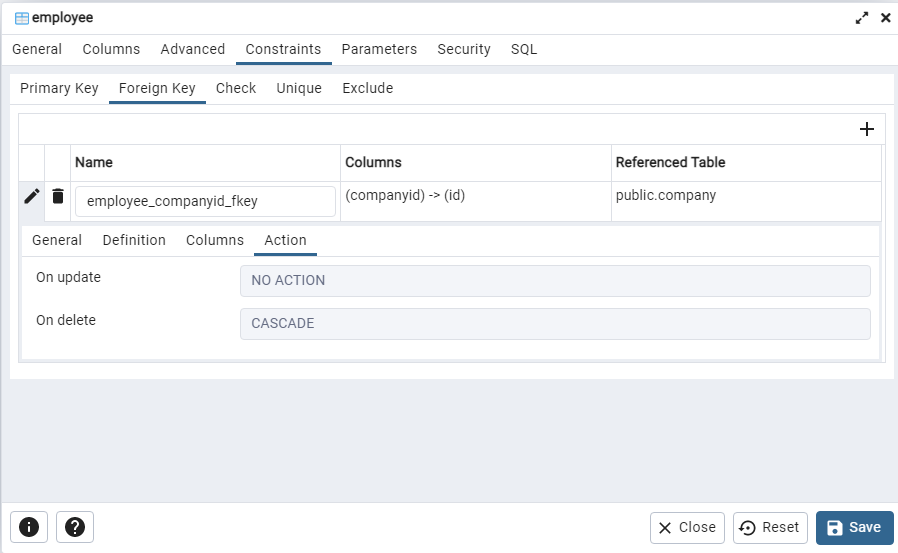 employee
General Columns Advanced Constraints Parameters Security SQL
Primary Key Foreign Key Check Unique Exclude
Name Columns Referenced Table
employee_companyid_fkey (companyid) -> (id) public.company
General Definition Columns Action
On update NO ACTION
On delete CASCADE
Close Reset Save